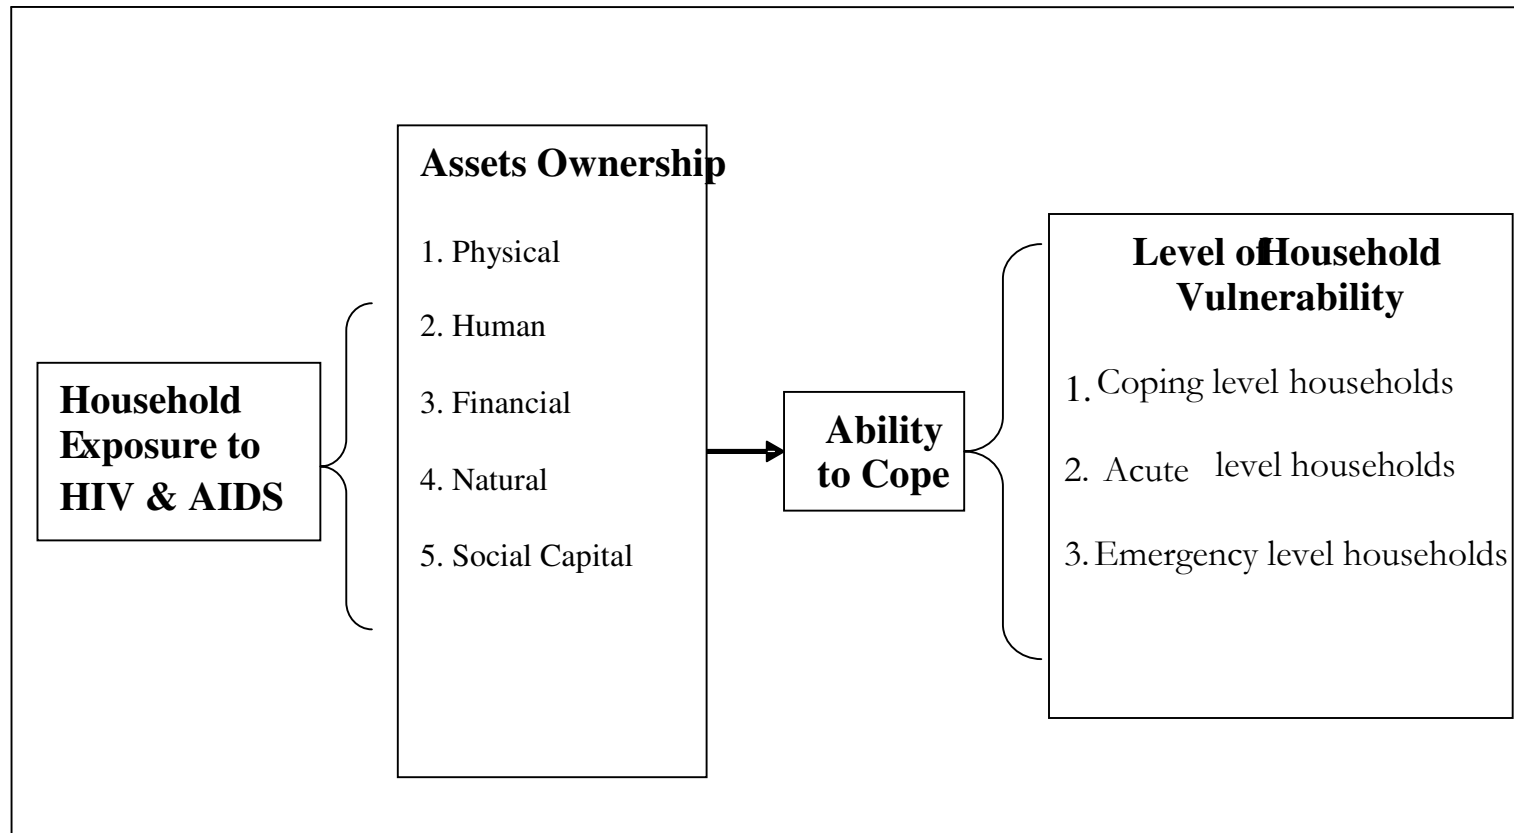 Household
Exposure to
HIV & AIDS
Assets Ownership
1. Physical
2. Human
3. Financial
4. Natural
5. Social Capital
Ability
to Cope
Level of Household
Vulnerability
1. Coping level households
2. Acute level households
3. Emergency level households